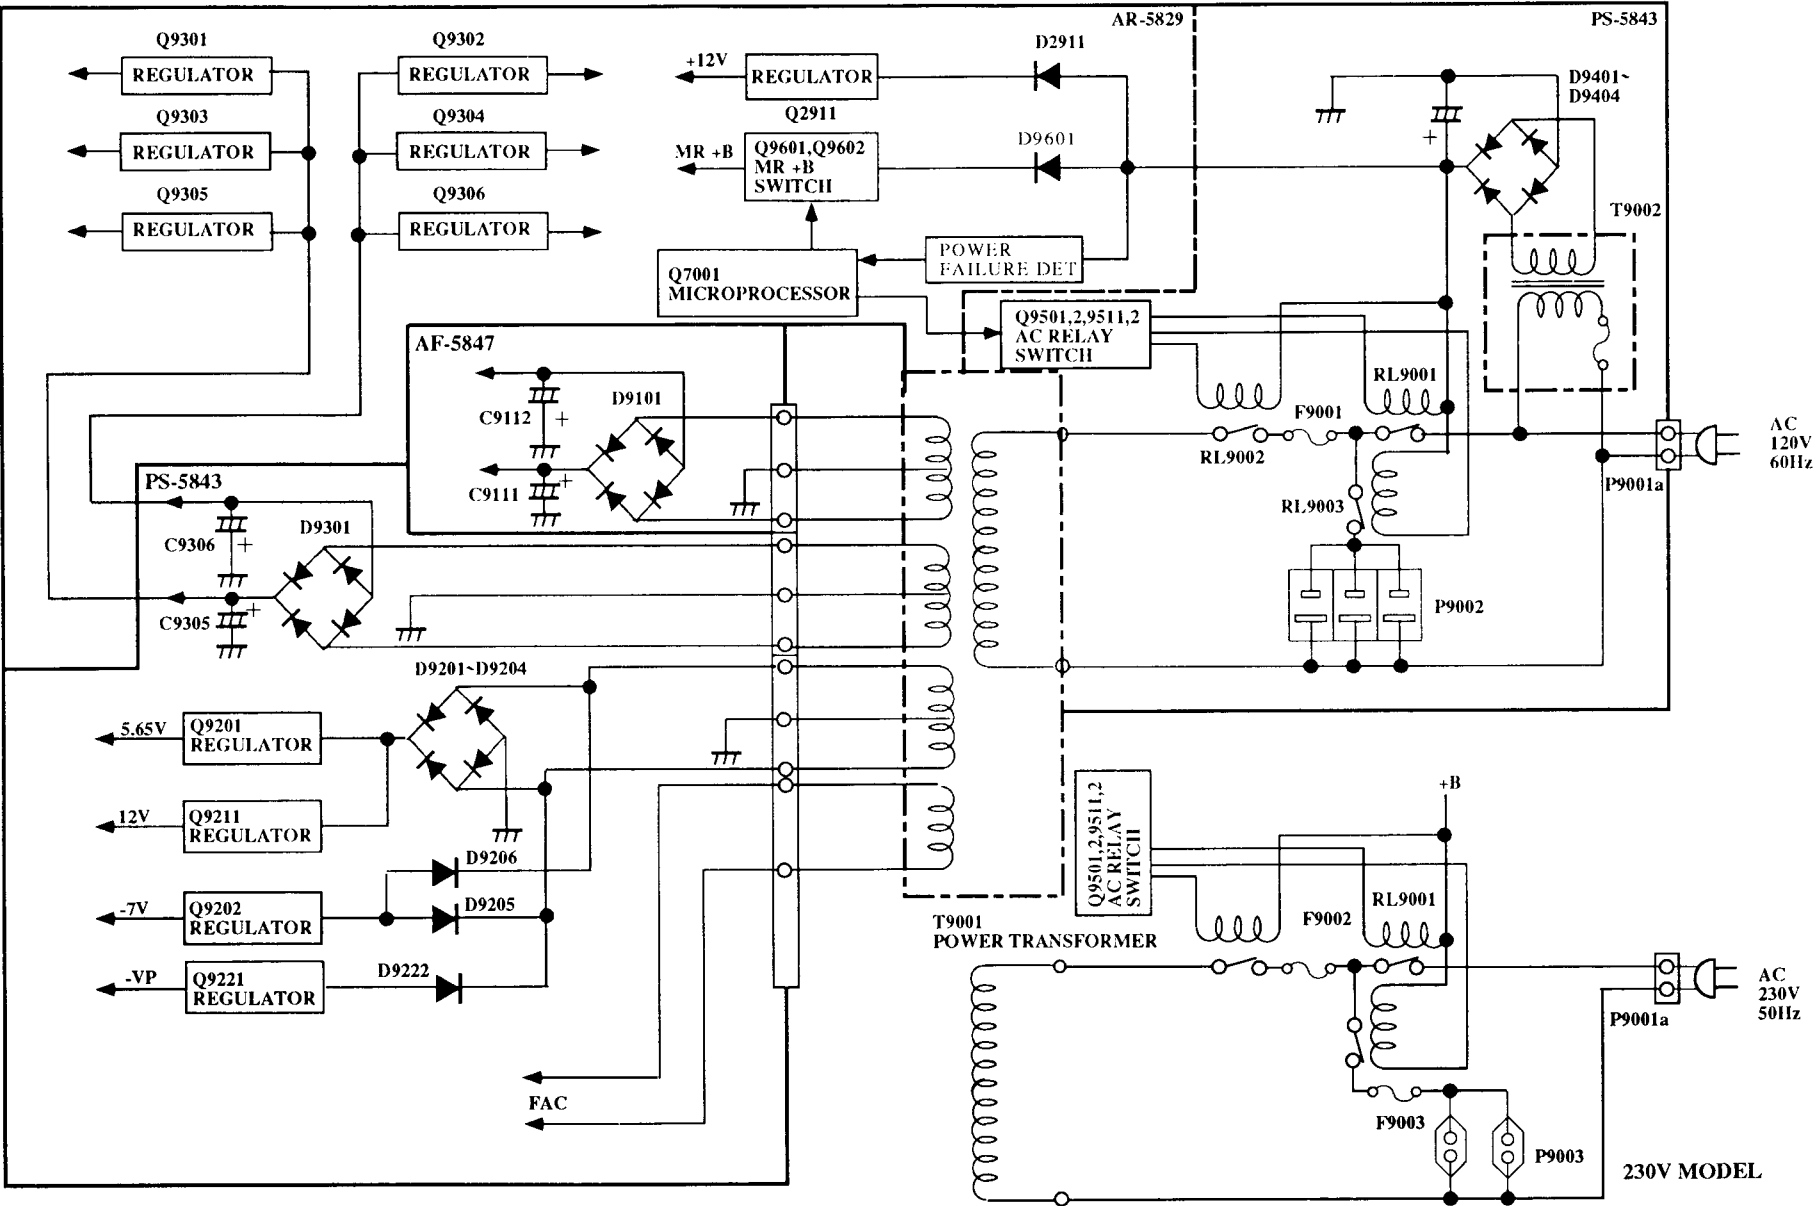 AR-5829
PS-5843
Q9301
REGULATOR
Q9302
REGULATOR
+12V
REGULATOR
Q2911
D2911
D9401~
D9404
Q9303
REGULATOR
Q9304
REGULATOR
MR +B
Q9601,Q9602
MR +B
SWITCH
D9601
+
Q9305
REGULATOR
Q9306
REGULATOR
T9002
POWER
FAILURE DET
Q7001
MICROPROCESSOR
Q9501,2,9511,2
AC RELAY
SWITCH
AF-5847
C9112
+
D9101
C9111
+
RL9001
F9001
RL9002
AC
120V
60Hz
P9001a
RL9003
P9002
PS-5843
C9306
+
D9301
C9305
+
D9201~D9204
5.65V
Q9201
REGULATOR
12V
Q9211
REGULATOR
D9206
-7V
Q9202
REGULATOR
D9205
-VP
Q9221
REGULATOR
D9222
FAC
T9001
POWER TRANSFORMER
Q9501,2,9511,2
AC RELAY
SWITCH
+B
F9002
RL9001
AC
230V
50Hz
P9001a
F9003
P9003
230V MODEL